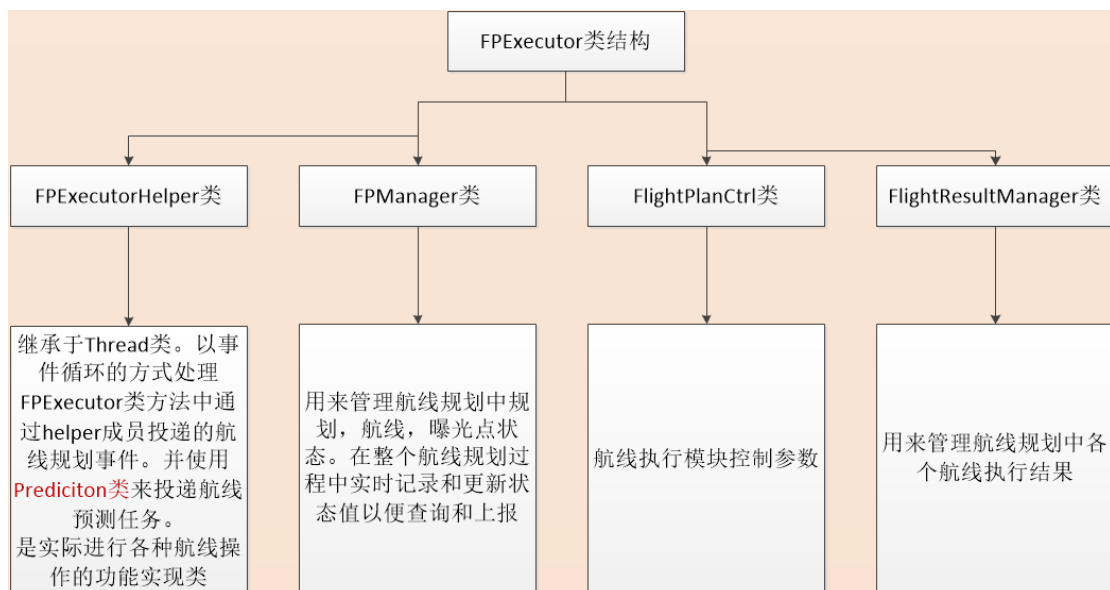 FPExecutor类结构
FPExecutorHelper类
FPManager类
FlightPlanCtrl类
FlightResultManager类
继承于Thread类。以事
件循环的方式处理
FPExecutor类方法中通
过helper成员投递的航
线规划事件。并使用
Prediciton类来投递航线
预测任务。
是实际进行各种航线操
作的功能实现类
用来管理航线规划中规
划，航线，曝光点状
态。在整个航线规划过
程中实时记录和更新状
态值以便查询和上报
航线执行模块控制参数
用来管理航线规划中各
个航线执行结果